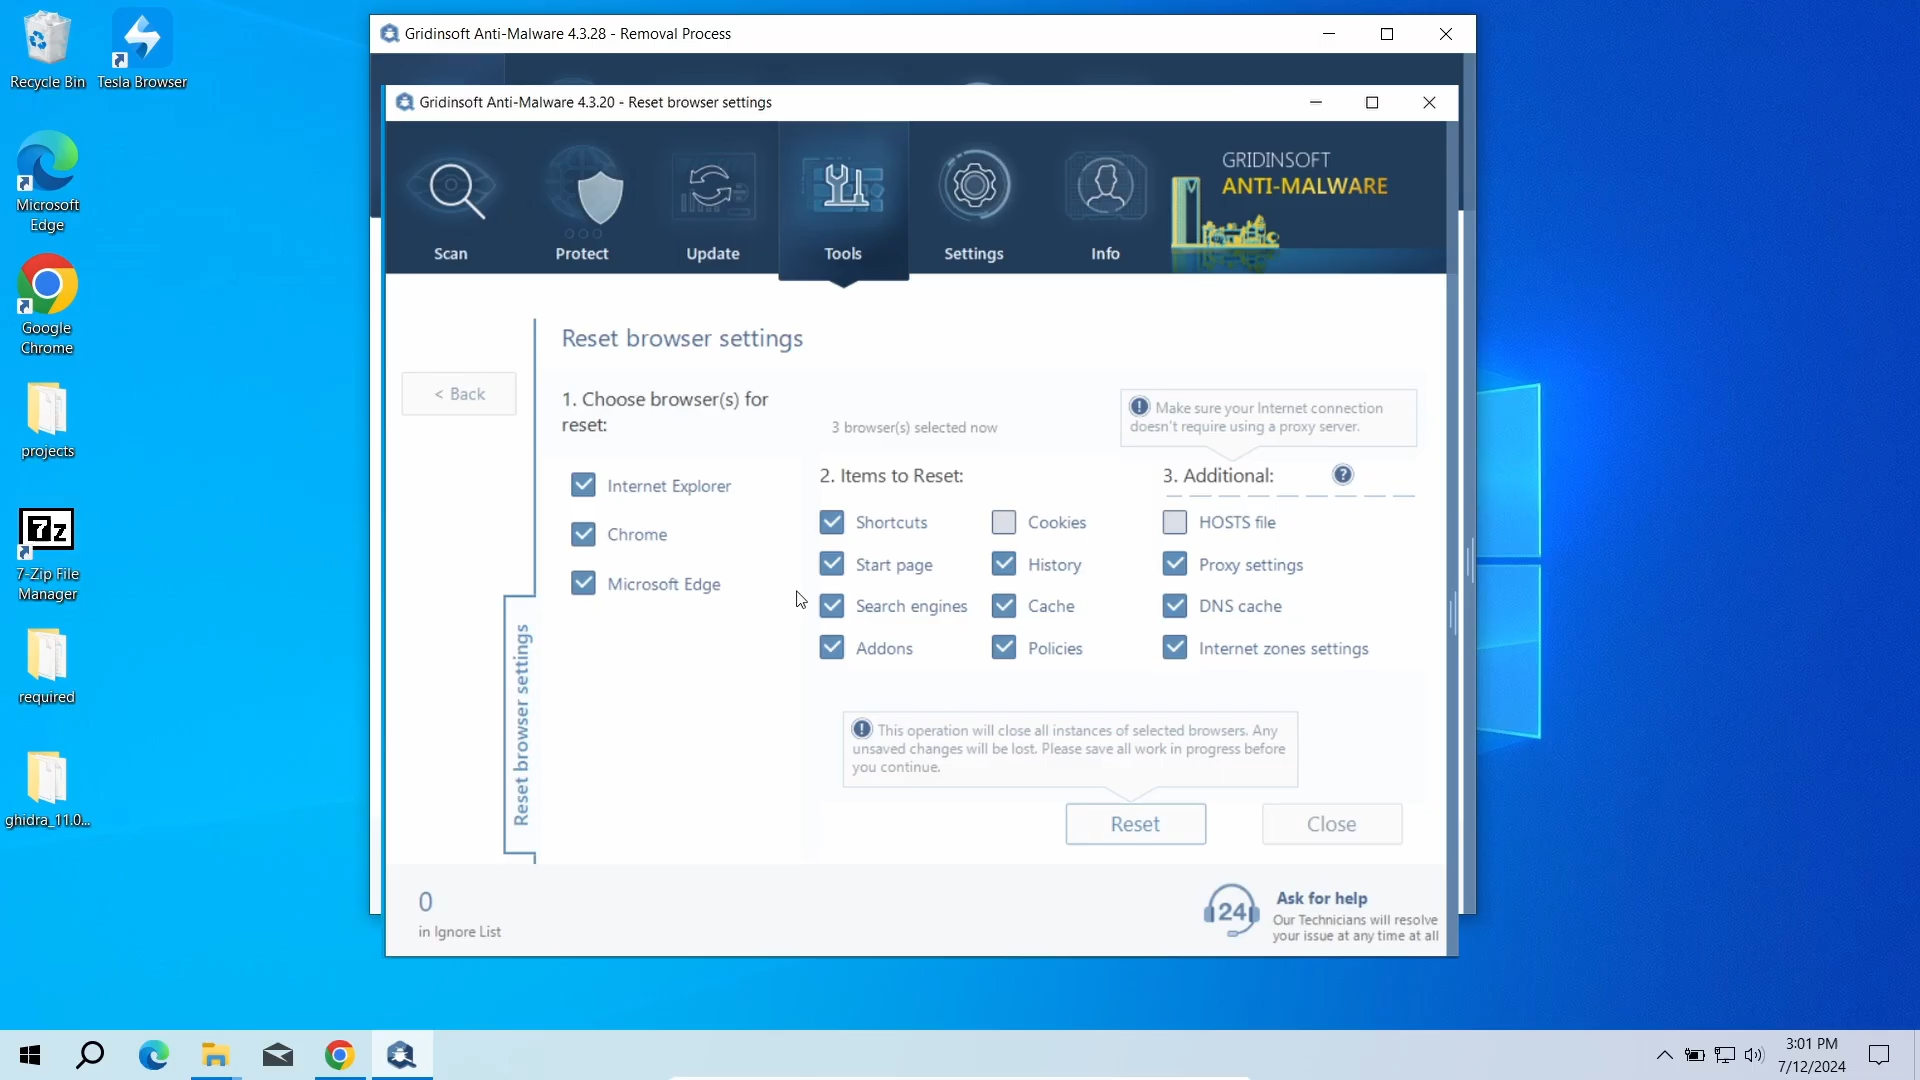 Recycle Bin
Tesla Browser
Microsoft
Edge
Google
Chrome
projects
7z
7-Zip File
Manager
required
ghidra_11.0...
Gridinsoft Anti-Malware 4.3.28 - Removal Process
Gridinsoft Anti-Malware 4.3.20 - Reset browser settings
Scan
Protect
Update
Tools
Settings
Info
GRIDINSOFT
ANTI-MALWARE
< Back
Reset browser settings
Reset browser settings
1. Choose browser(s) for
reset:
3 browser(s) selected now
Internet Explorer
Chrome
Microsoft Edge
2. Items to Reset:
Shortcuts
Start page
Search engines
Addons
Cookies
History
Cache
Policies
! Make sure your Internet connection
doesn't require using a proxy server.
3. Additional:
?
HOSTS file
Proxy settings
DNS cache
Internet zones settings
! This operation will close all instances of selected browsers. Any
unsaved changes will be lost. Please save all work in progress before
you continue.
Reset
Close
0
in Ignore List
24
Ask for help
Our Technicians will resolve
your issue at any time at all
3:01 PM
7/12/2024